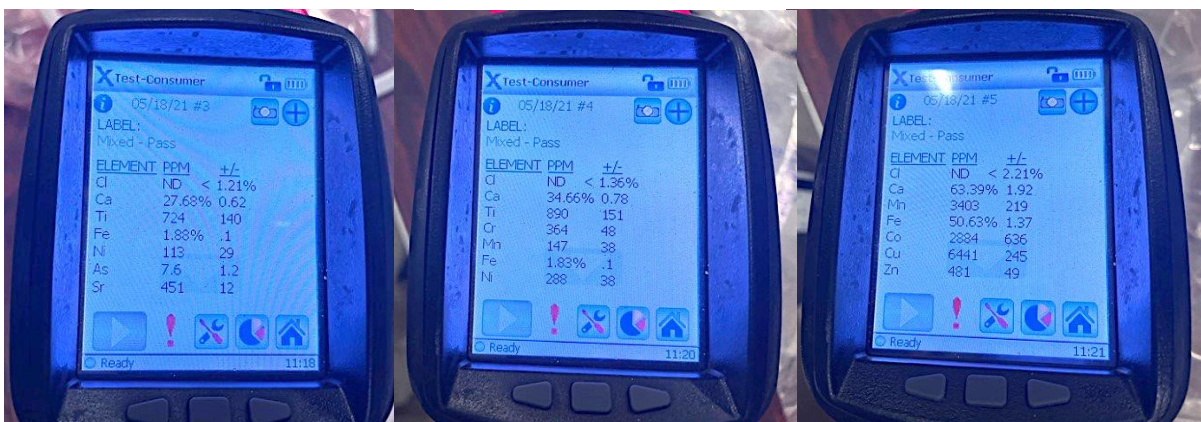 XTest-Consumer
05/18/21 #3
LABEL:
Mixed - Pass
ELEMENT PPM +/-
Cl ND < 1.21%
Ca 27.68% 0.62
Ti 724 140
Fe 1.88% .1
Ni 113 29
As 7.6 1.2
Sr 451 12
Ready 11:18
XTest-Consumer
05/18/21 #4
LABEL:
Mixed - Pass
ELEMENT PPM +/-
Cl ND < 1.36%
Ca 34.66% 0.78
Ti 890 151
Cr 364 48
Mn 147 38
Fe 1.83% .1
Ni 288 38
Ready 11:20
XTest-Consumer
05/18/21 #5
LABEL:
Mixed - Pass
ELEMENT PPM +/-
Cl ND < 2.21%
Ca 63.39% 1.92
Mn 3403 219
Fe 50.63% 1.37
Co 2884 636
Cu 6441 245
Zn 481 49
Ready 11:21